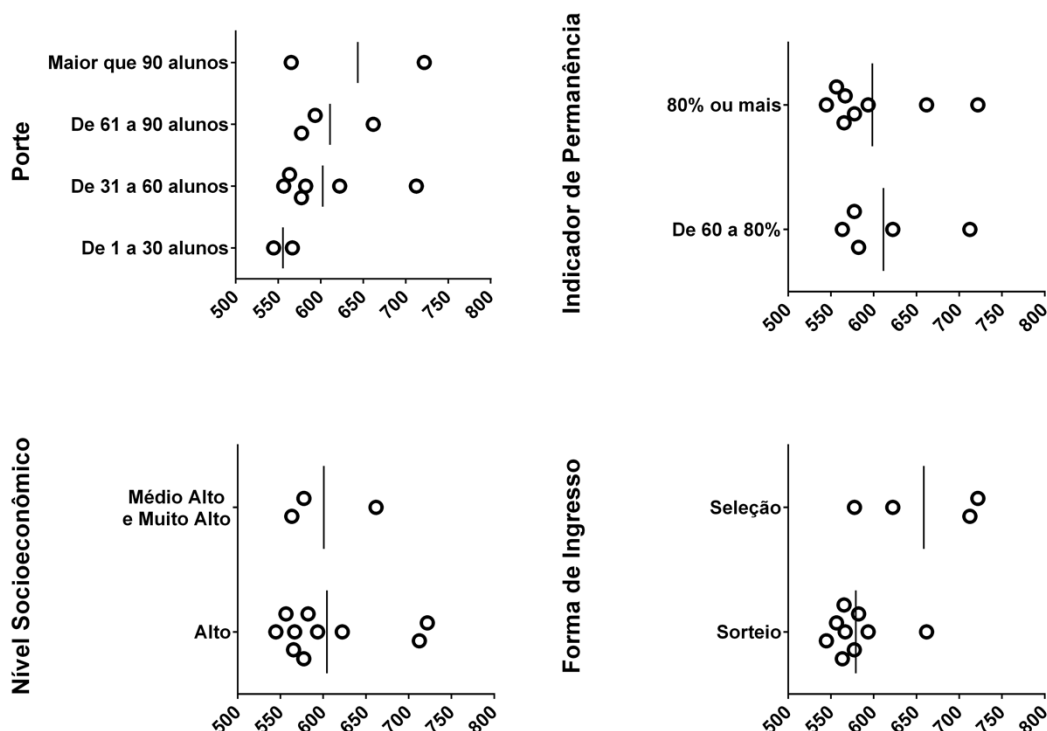 Porte
Maior que 90 alunos
De 61 a 90 alunos
De 31 a 60 alunos
De 1 a 30 alunos
500 550 600 650 700 750 800
Indicador de Permanência
80% ou mais
De 60 a 80%
500 550 600 650 700 750 800
Nível Socioeconômico
Médio Alto
e Muito Alto
Alto
500 550 600 650 700 750 800
Forma de Ingresso
Seleção
Sorteio
500 550 600 650 700 750 800